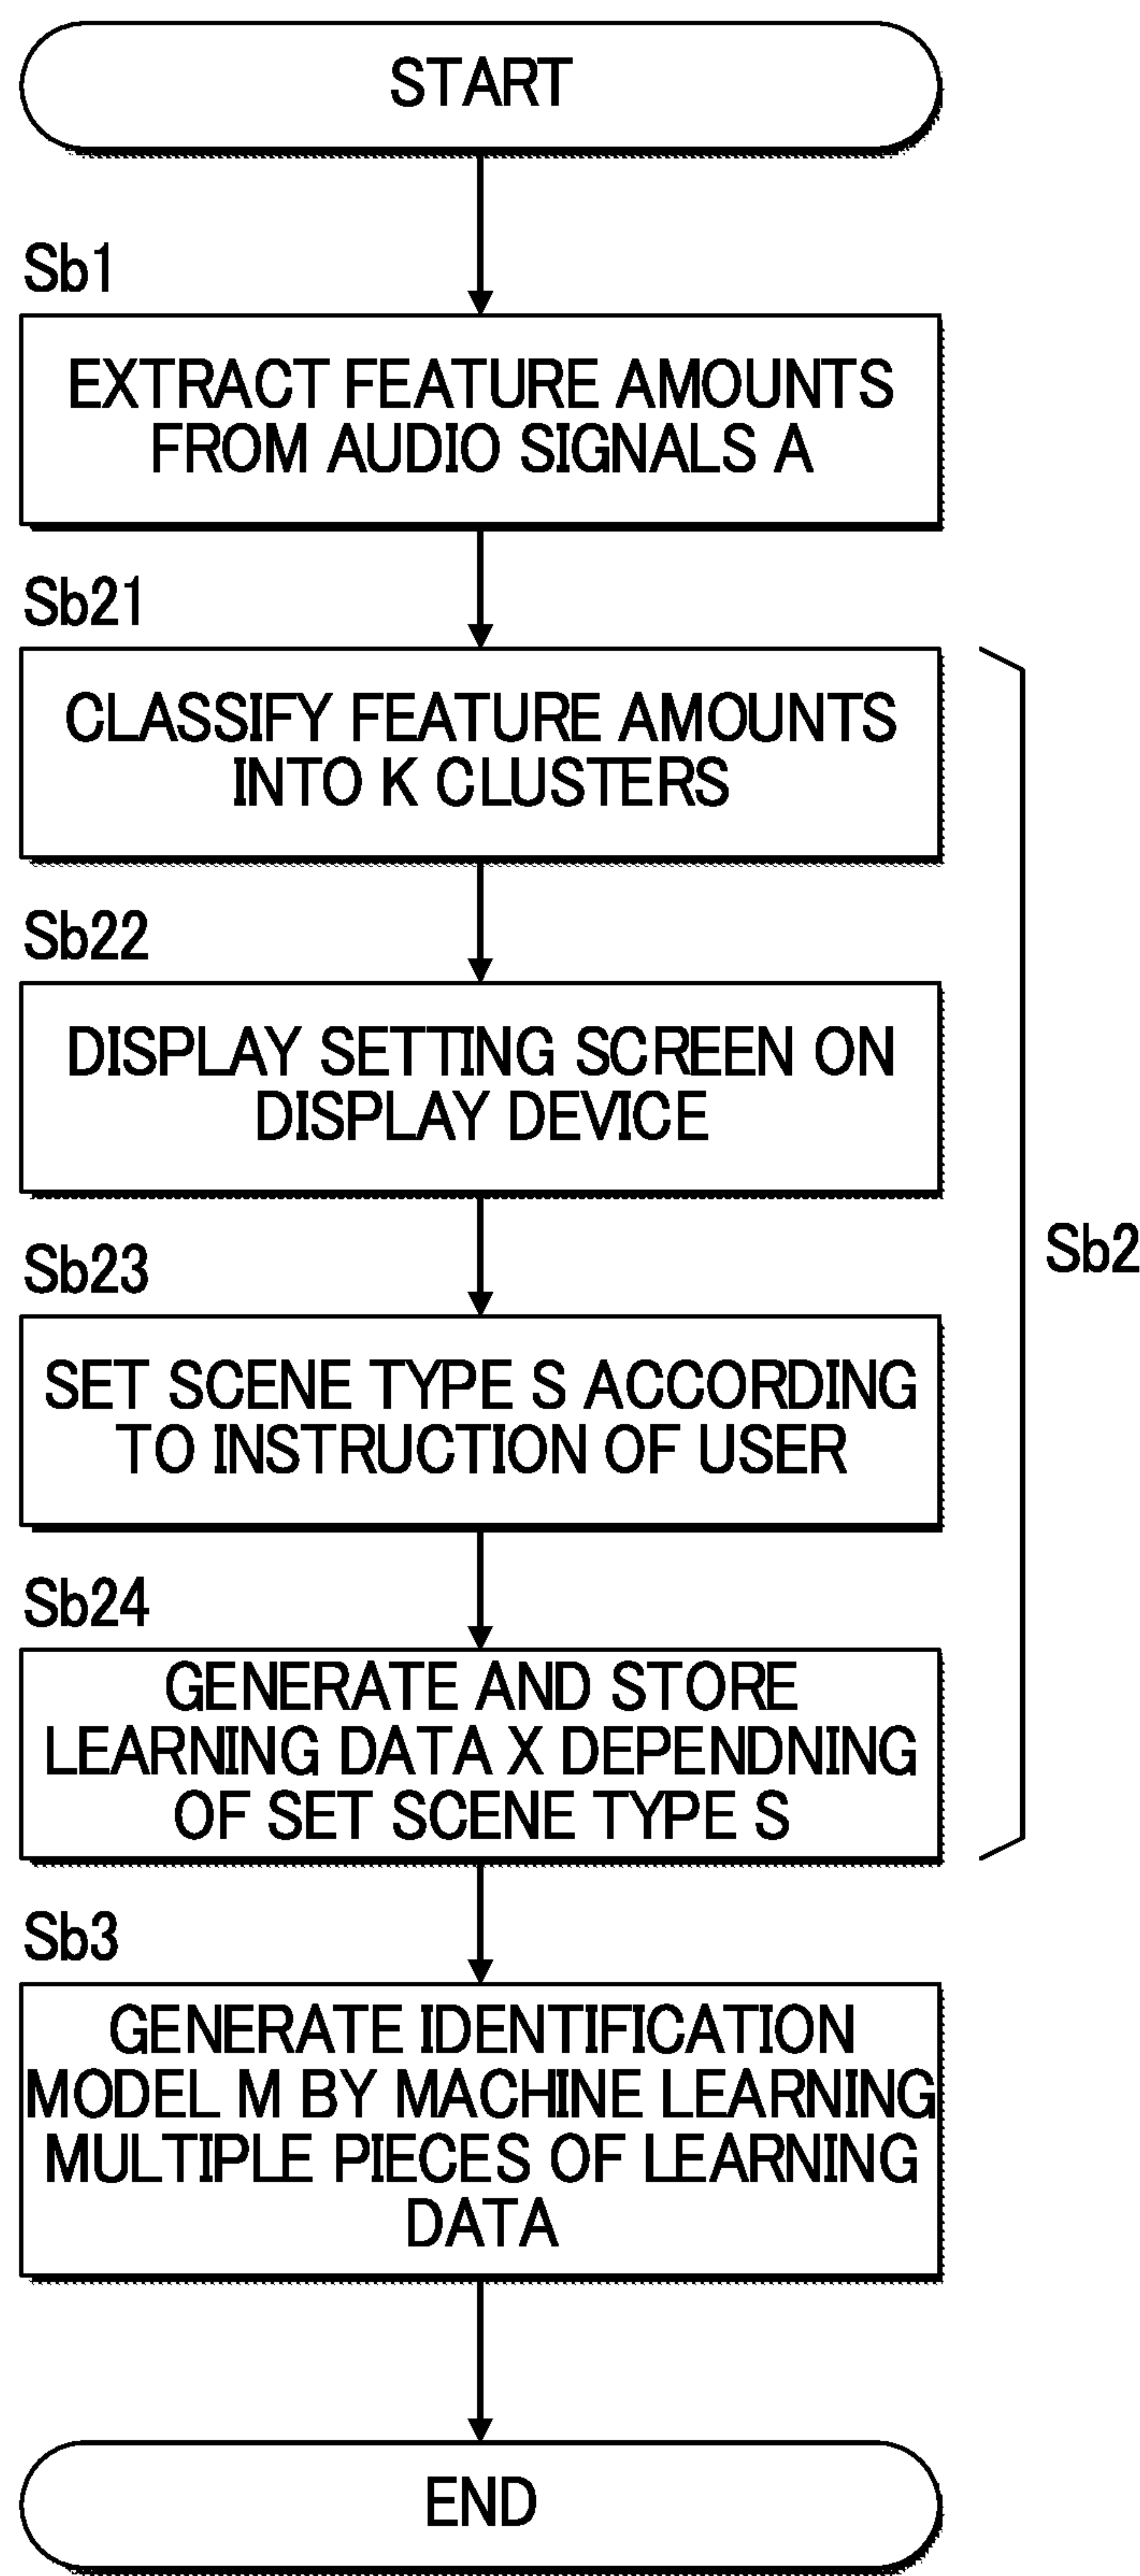 START
Sb1
EXTRACT FEATURE AMOUNTS
FROM AUDIO SIGNALS A
Sb21
CLASSIFY FEATURE AMOUNTS
INTO K CLUSTERS
Sb22
DISPLAY SETTING SCREEN ON
DISPLAY DEVICE
Sb23
SET SCENE TYPE S ACCORDING
TO INSTRUCTION OF USER
Sb24
GENERATE AND STORE
LEARNING DATA X DEPENDNING
OF SET SCENE TYPE S
Sb2
Sb3
GENERATE IDENTIFICATION
MODEL M BY MACHINE LEARNING
MULTIPLE PIECES OF LEARNING
DATA
END